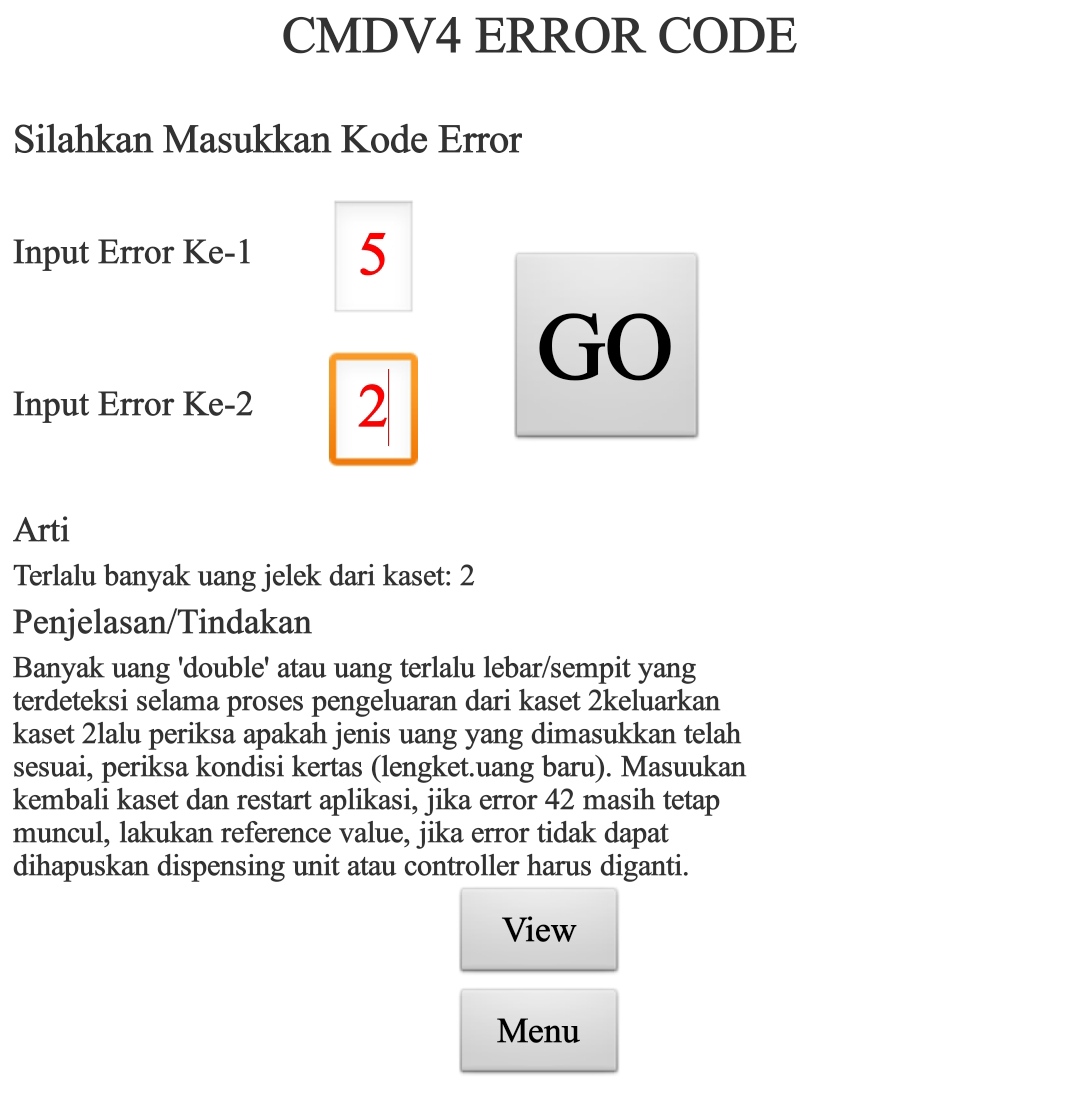 CMDV4 ERROR CODE
Silahkan Masukkan Kode Error
Input Error Ke-1
5
GO
Input Error Ke-2
2
Arti
Terlalu banyak uang jelek dari kaset: 2
Penjelasan/Tindakan
Banyak uang 'double' atau uang terlalu lebar/sempit yang
terdeteksi selama proses pengeluaran dari kaset 2keluarkan
kaset 2lalu periksa apakah jenis uang yang dimasukkan telah
sesuai, periksa kondisi kertas (lengket.uang baru). Masuukan
kembali kaset dan restart aplikasi, jika error 42 masih tetap
muncul, lakukan reference value, jika error tidak dapat
dihapuskan dispensing unit atau controller harus diganti.
View
Menu